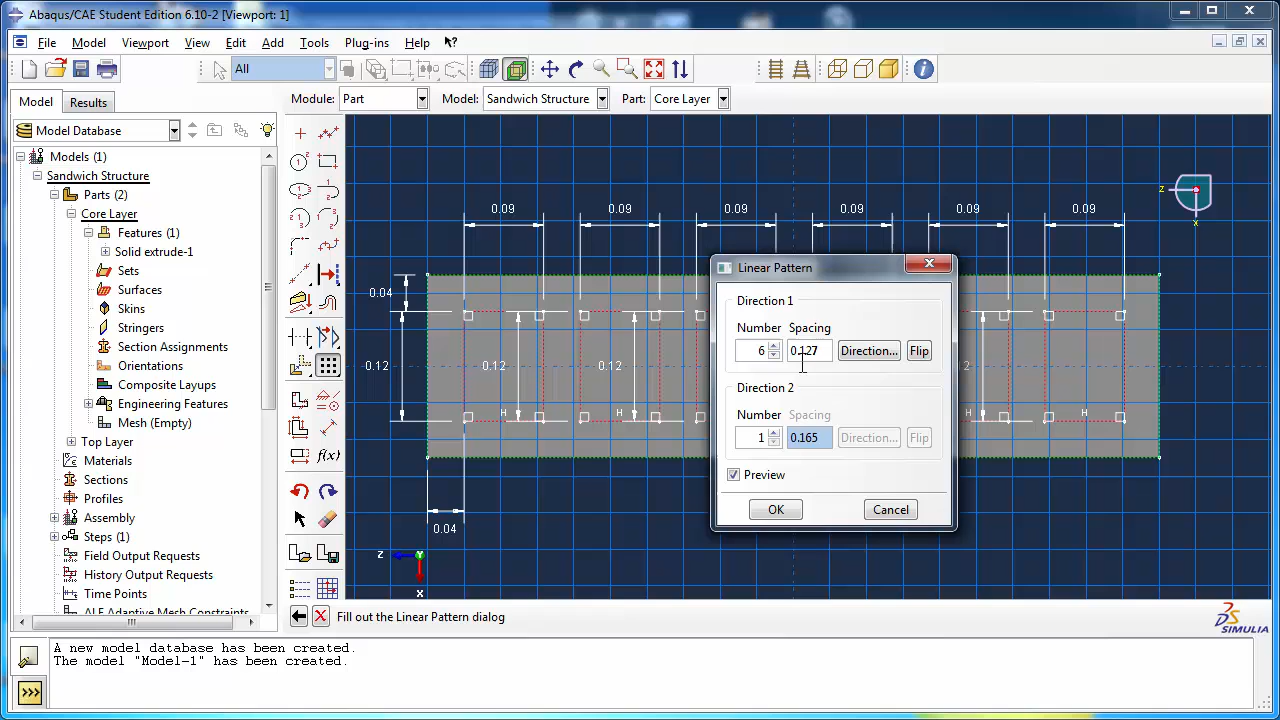 Abaqus/CAE Student Edition 6.10-2 [Viewport: 1]
File Model Viewport View Edit Add Tools Plug-ins Help
All
Model Results
Module: Part Model: Sandwich Structure Part: Core Layer
Model Database
Models (1)
Sandwich Structure
Parts (2)
Core Layer
Features (1)
Solid extrude-1
Sets
Surfaces
Skins
Stringers
Section Assignments
Orientations
Composite Layups
Engineering Features
Mesh (Empty)
Top Layer
Materials
Sections
Profiles
Assembly
Steps (1)
Field Output Requests
History Output Requests
Time Points
ALE Adaptive Mesh Constraints
f(x)
z
x
0.09 0.09 0.09 0.09 0.09 0.09
0.04
0.12 0.12 0.12 2
H H H H
0.04
Z Y
X
Linear Pattern
Direction 1
Number Spacing
6 0.127 Direction... Flip
Direction 2
Number Spacing
1 0.165 Direction... Flip
Preview
OK Cancel
Fill out the Linear Pattern dialog
SIMULIA
A new model database has been created.
The model "Model-1" has been created.
>>>